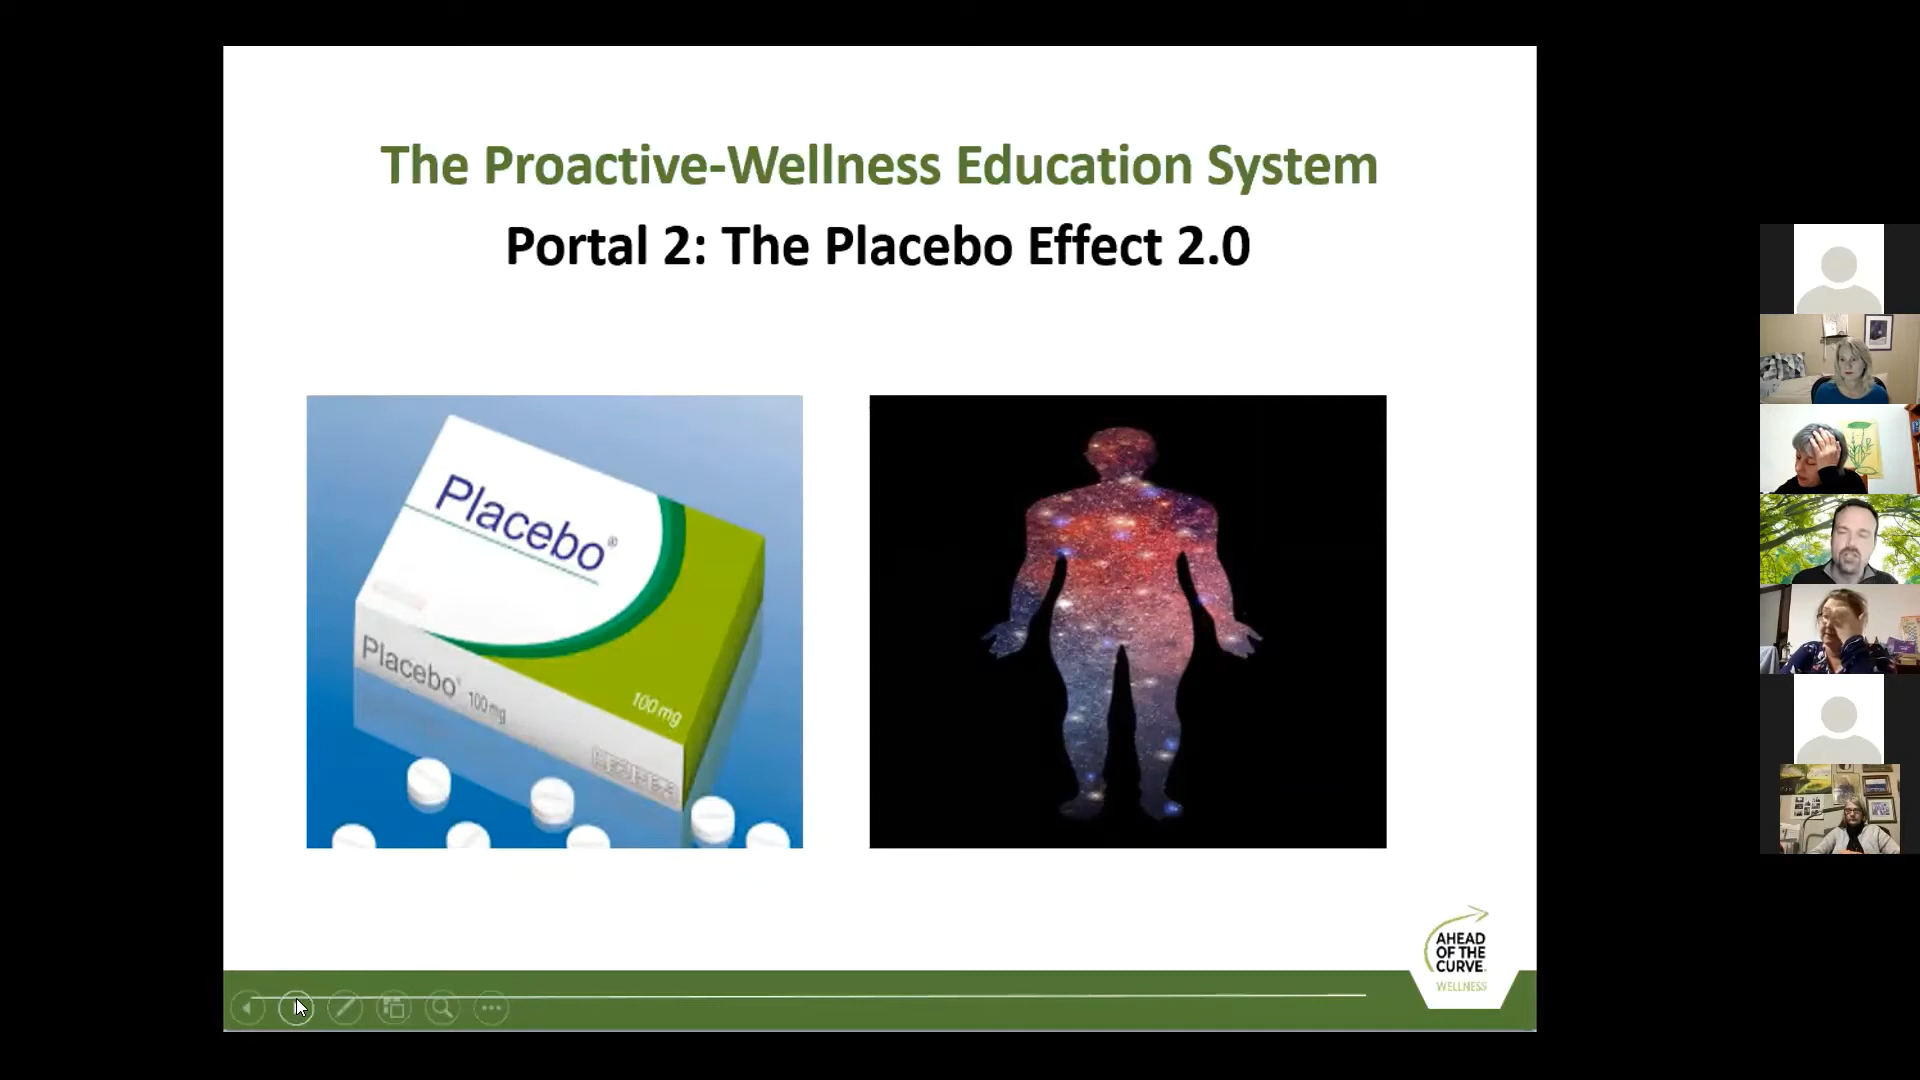 The Proactive-Wellness Education System
Portal 2: The Placebo Effect 2.0
Placebo®
Placebo® 100 mg
100 mg
AHEAD
OF THE
CURVE.
WELLNESS